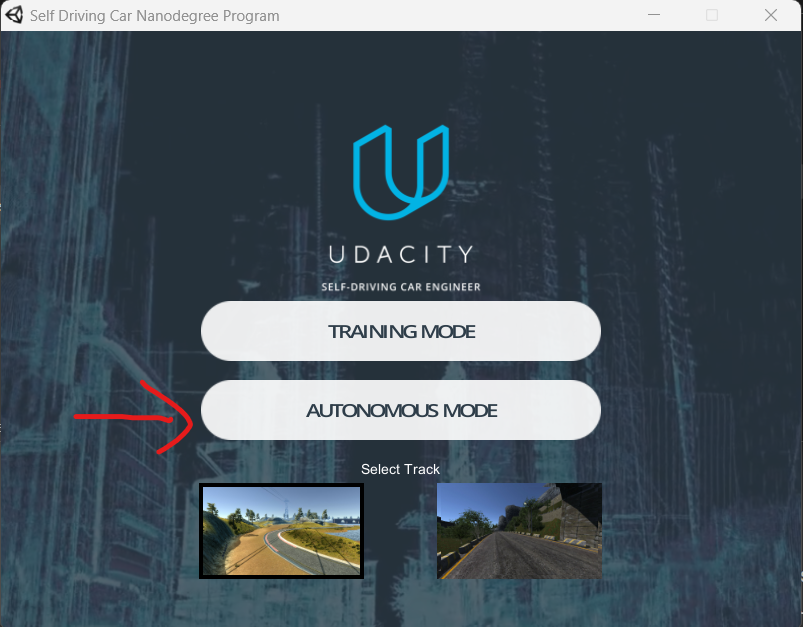 Self Driving Car Nanodegree Program
UDACITY
SELF-DRIVING CAR ENGINEER
TRAINING MODE
AUTONOMOUS MODE
Select Track